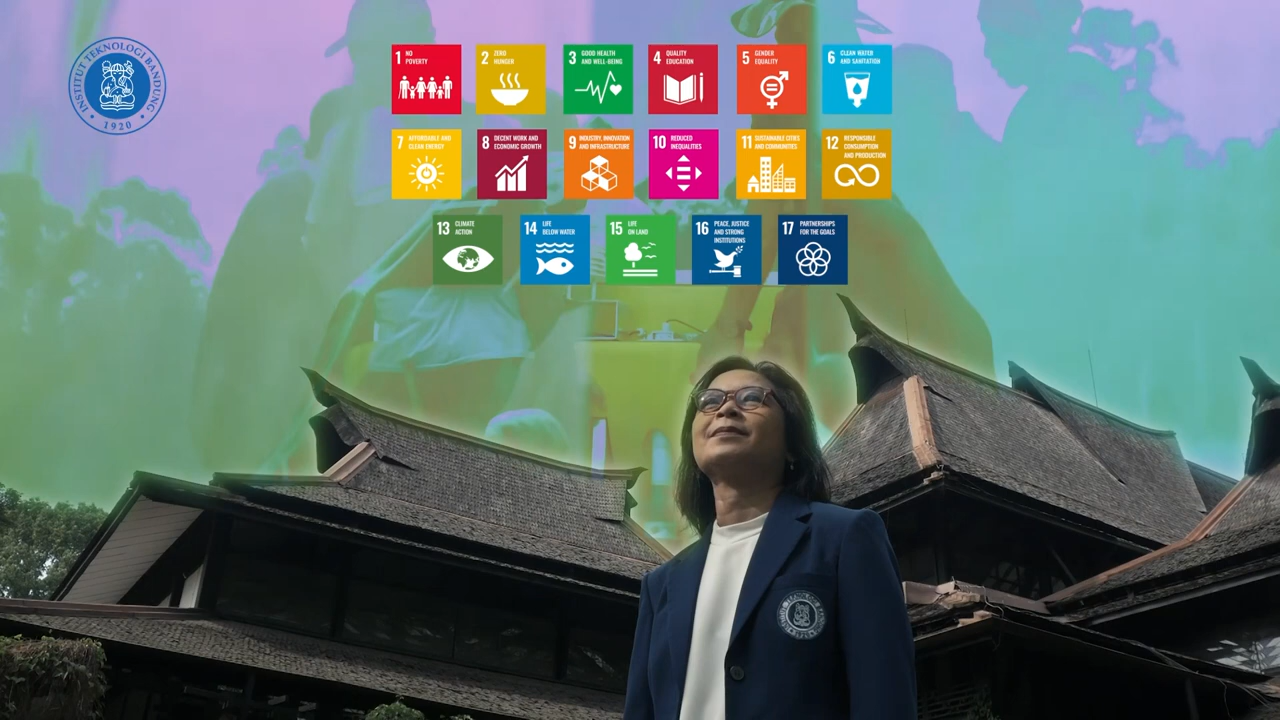 INSTITUT TEKNOLOGI BANDUNG
1920
1 NO
POVERTY
2 ZERO
HUNGER
3 GOOD HEALTH
AND WELL-BEING
4 QUALITY
EDUCATION
5 GENDER
EQUALITY
6 CLEAN WATER
AND SANITATION
7 AFFORDABLE AND
CLEAN ENERGY
8 DECENT WORK AND
ECONOMIC GROWTH
9 INDUSTRY, INNOVATION
AND INFRASTRUCTURE
10 REDUCED
INEQUALITIES
11 SUSTAINABLE CITIES
AND COMMUNITIES
12 RESPONSIBLE
CONSUMPTION
AND PRODUCTION
13 CLIMATE
ACTION
14 LIFE
BELOW WATER
15 LIFE
ON LAND
16 PEACE, JUSTICE
AND STRONG
INSTITUTIONS
17 PARTNERSHIPS
FOR THE GOALS